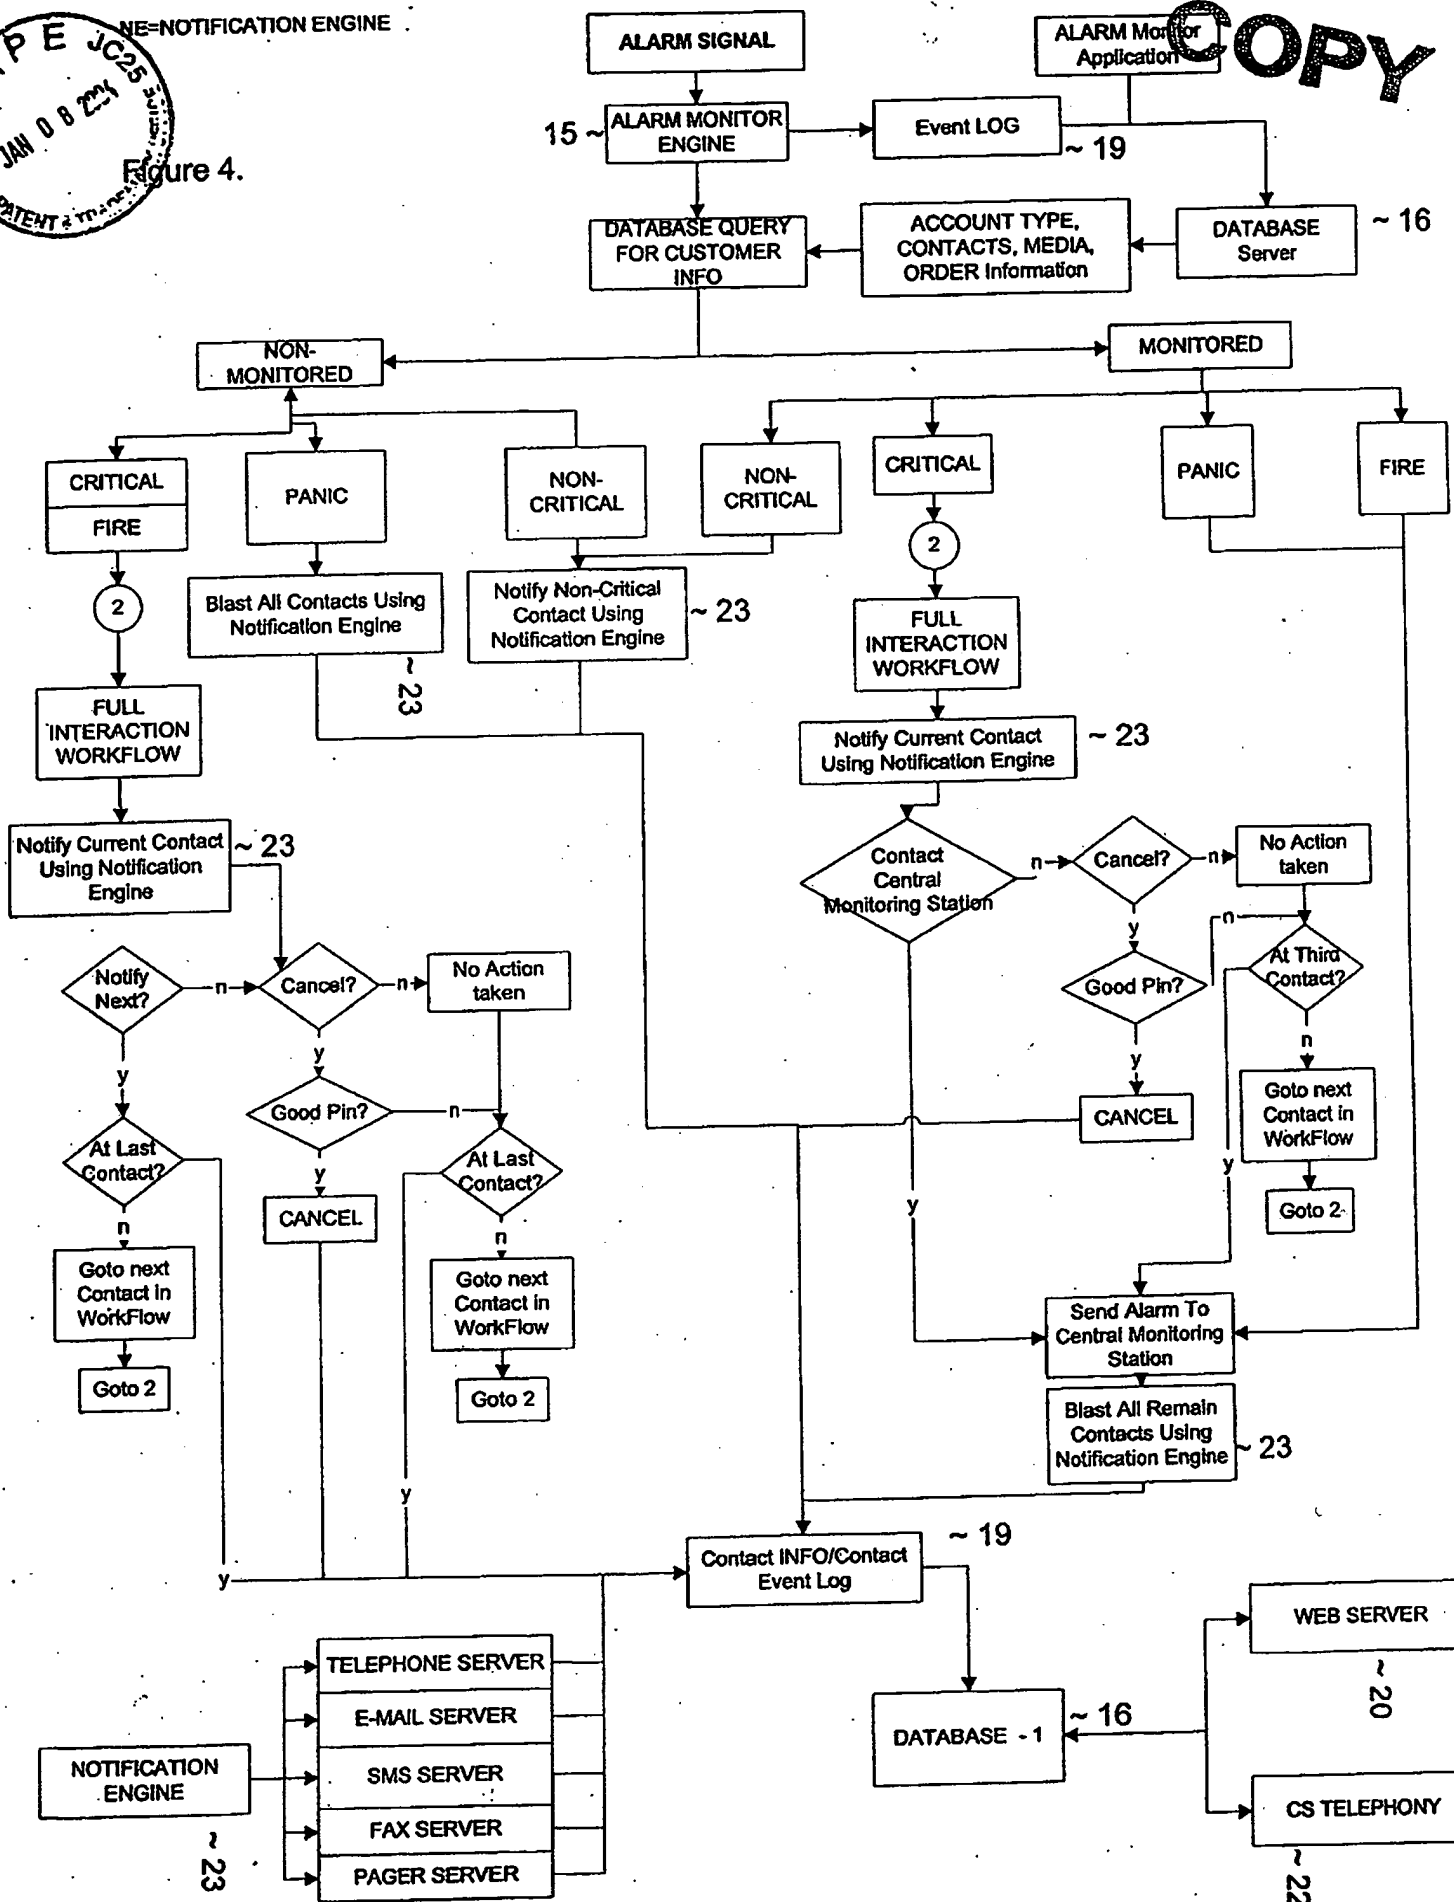 NE=NOTIFICATION ENGINE
COPY
P E JC25
JAN 08
PATENT &
Figure 4.
ALARM SIGNAL
ALARM Monitor
Application
15 ~
ALARM MONITOR
ENGINE
Event LOG
~ 19
DATABASE QUERY
FOR CUSTOMER
INFO
ACCOUNT TYPE,
CONTACTS, MEDIA,
ORDER Information
DATABASE
Server
~ 16
NON-
MONITORED
MONITORED
CRITICAL
FIRE
PANIC
NON-
CRITICAL
NON-
CRITICAL
CRITICAL
PANIC
FIRE
2
Blast All Contacts Using
Notification Engine
~ 23
Notify Non-Critical
Contact Using
Notification Engine
~ 23
2
FULL
INTERACTION
WORKFLOW
FULL
INTERACTION
WORKFLOW
Notify Current Contact
Using Notification
Engine
~ 23
Notify Current Contact
Using Notification Engine
~ 23
Contact
Central
Monitoring Station
n
Cancel?
n
No Action
taken
y
Good Pin?
n
At Third
Contact?
n
y
CANCEL
Goto next
Contact in
WorkFlow
y
Goto 2
y
Notify
Next?
n
Cancel?
n
No Action
taken
y
y
Good Pin?
n
At Last
Contact?
y
At Last
Contact?
CANCEL
n
n
Goto next
Contact in
WorkFlow
Goto next
Contact in
WorkFlow
Goto 2
Goto 2
Send Alarm To
Central Monitoring
Station
Blast All Remain
Contacts Using
Notification Engine
~ 23
y
y
Contact INFO/Contact
Event Log
~ 19
NOTIFICATION
ENGINE
~ 23
TELEPHONE SERVER
E-MAIL SERVER
SMS SERVER
FAX SERVER
PAGER SERVER
DATABASE - 1
~ 16
WEB SERVER
~ 20
CS TELEPHONY
~ 22